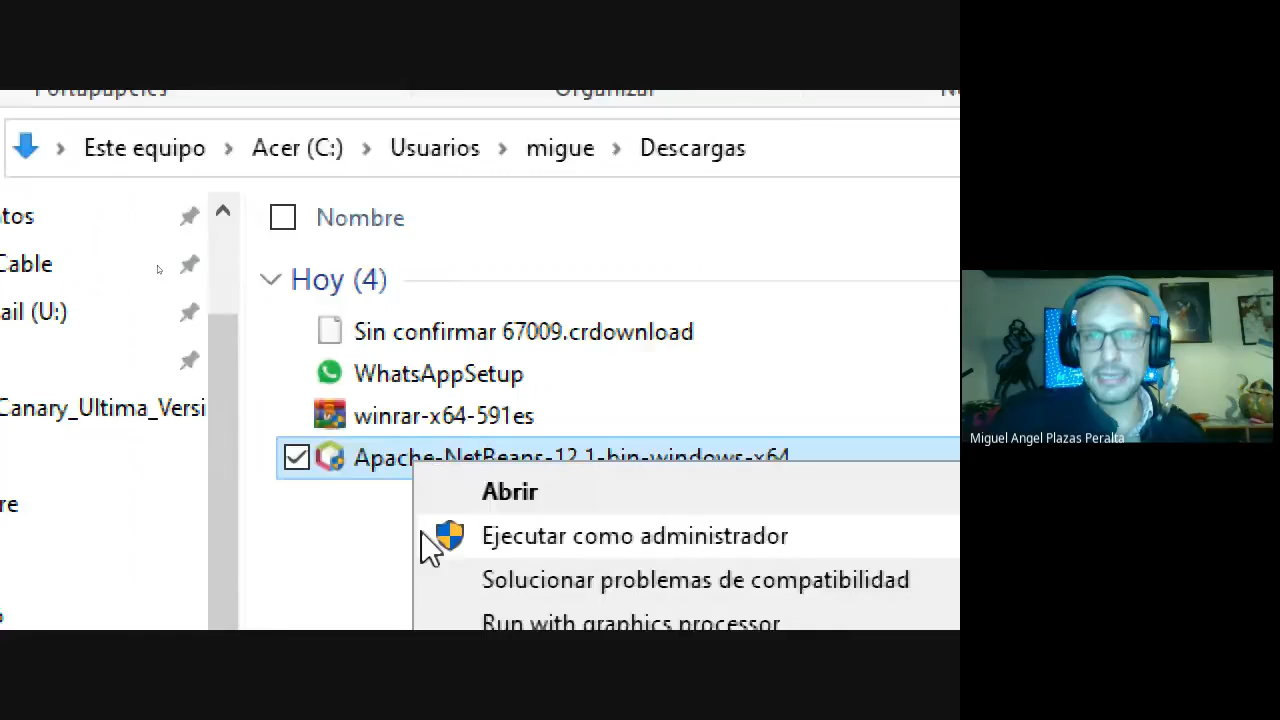 Portapapeles
Organizar
Este equipo > Acer (C:) > Usuarios > migue > Descargas
tos
Cable
ail (U:)
Canary_Ultima_Versi
re
Nombre
Hoy (4)
Sin confirmar 67009.crdownload
WhatsAppSetup
winrar-x64-591es
Apache-NetBeans-12.1-bin-windows-x64
Abrir
Ejecutar como administrador
Solucionar problemas de compatibilidad
Run with graphics processor
Miguel Angel Plazas Peralta